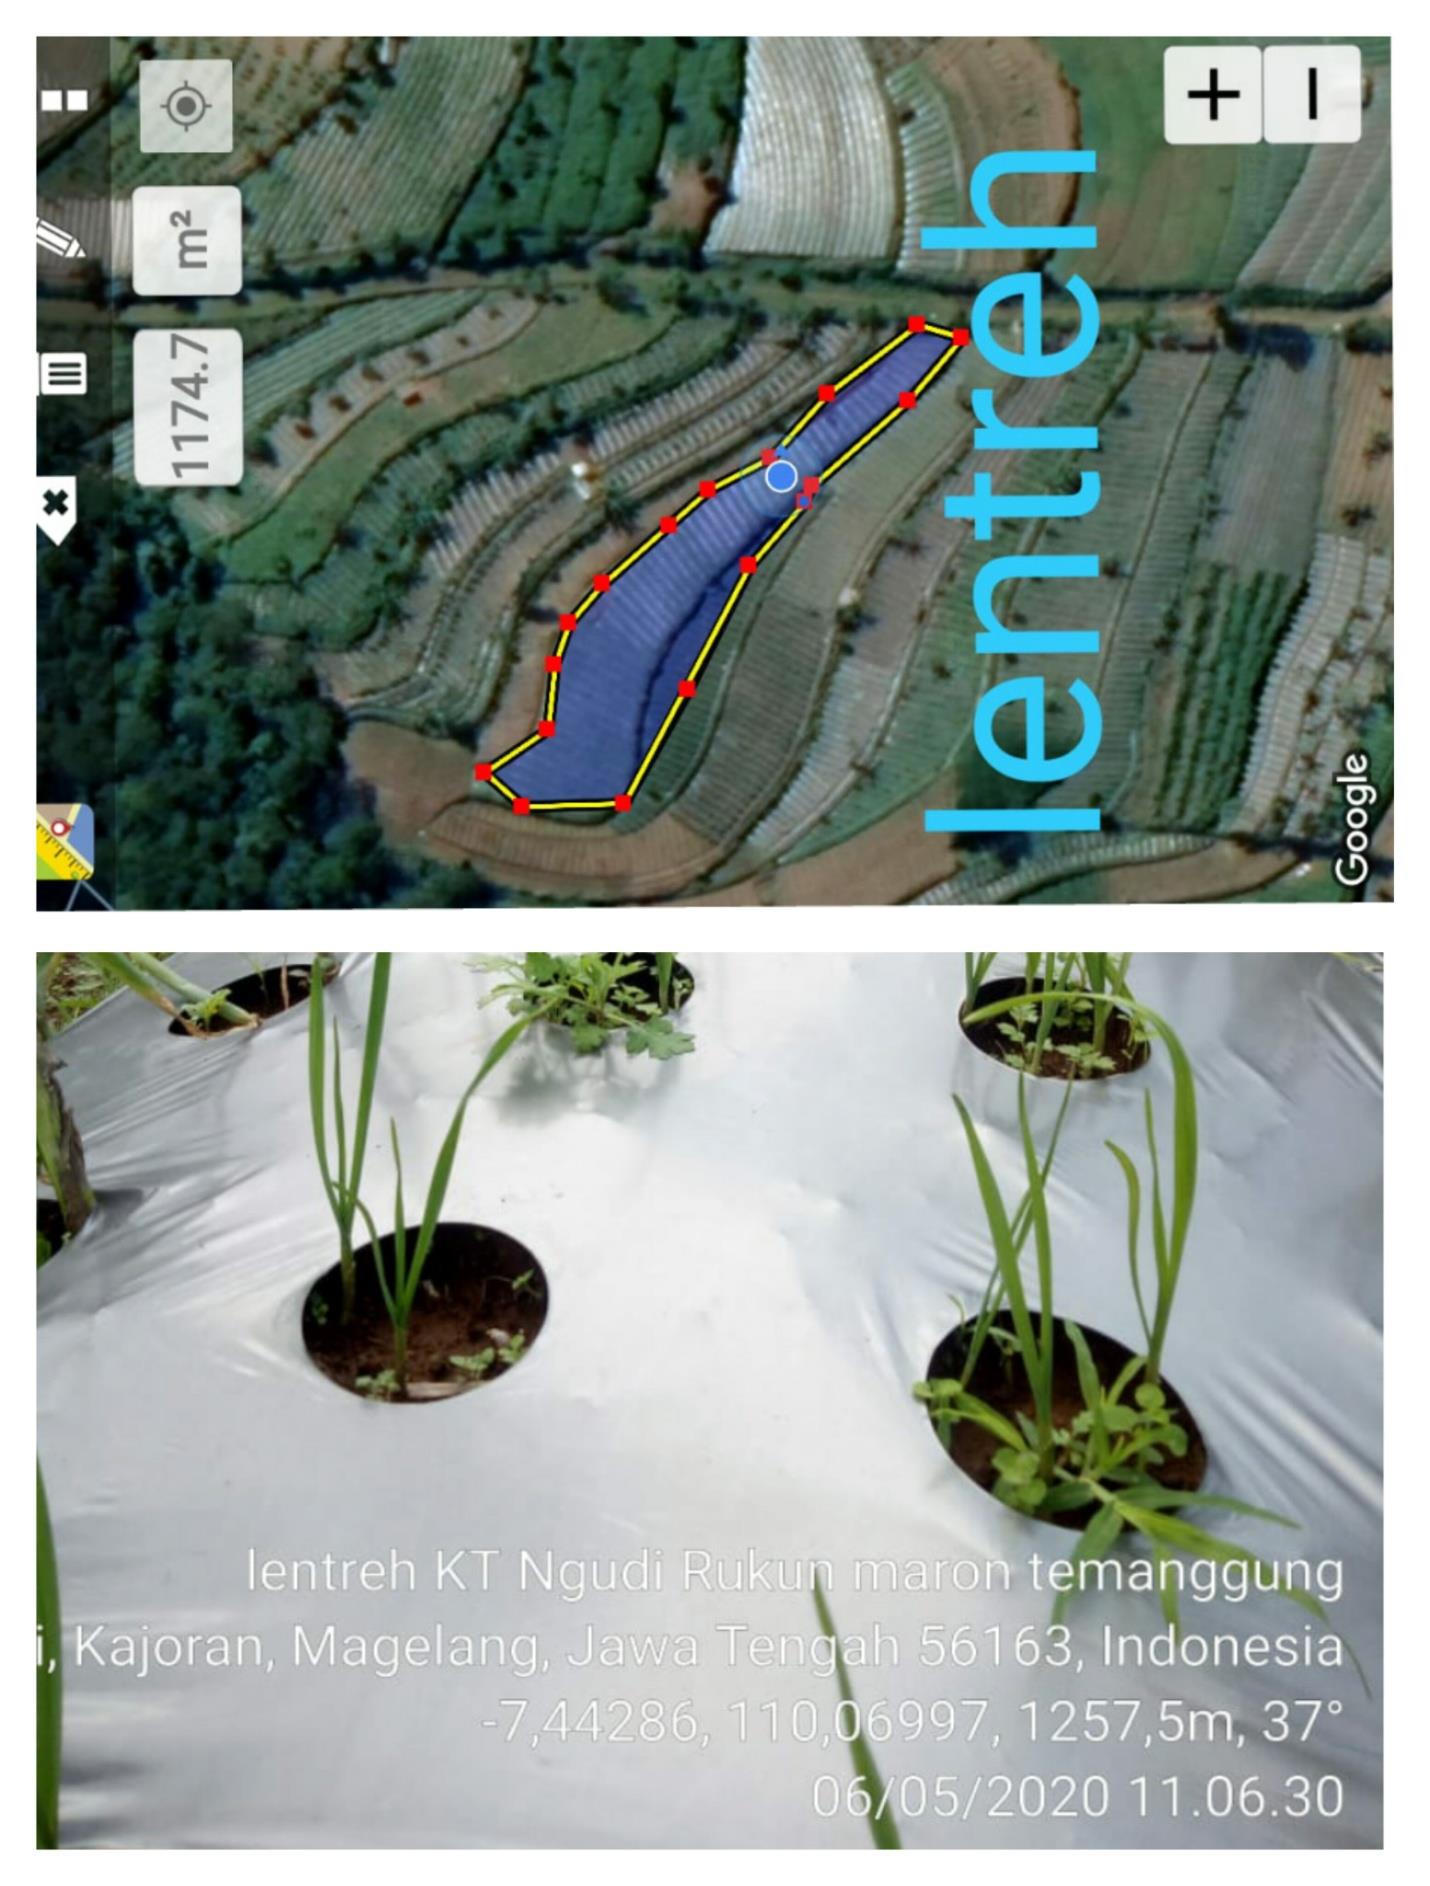 m²
1174.7
lentreh
Google
lentreh KT Ngudi Rukun maron temanggung
i, Kajoran, Magelang, Jawa Tengah 56163, Indonesia
-7,44286, 110,06997, 1257,5m, 37°
06/05/2020 11.06.30